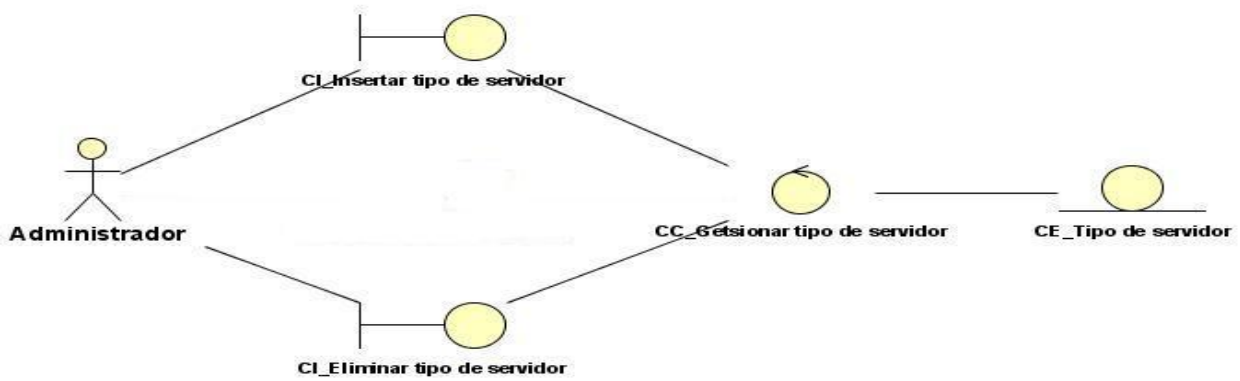 CI_Insertar tipo de servidor
Administrador
CC_Getsionar tipo de servidor
CE_Tipo de servidor
CI_Eliminar tipo de servidor